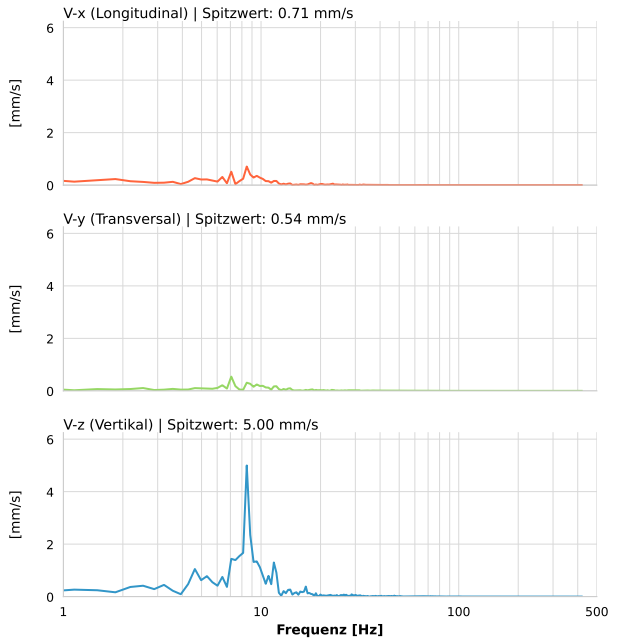 V-x (Longitudinal) | Spitzwert: 0.71 mm/s
6
4
2
0
[mm/s]
V-y (Transversal) | Spitzwert: 0.54 mm/s
6
4
2
0
[mm/s]
V-z (Vertikal) | Spitzwert: 5.00 mm/s
6
4
2
0
[mm/s]
1 10 100 500
Frequenz [Hz]